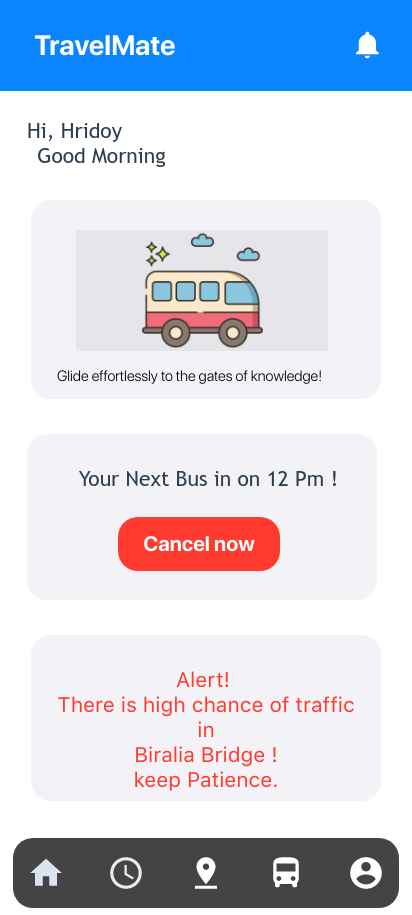 TravelMate
Hi, Hridoy
Good Morning
Glide effortlessly to the gates of knowledge!
Your Next Bus in on 12 Pm !
Cancel now
Alert!
There is high chance of traffic
in
Biralia Bridge !
keep Patience.